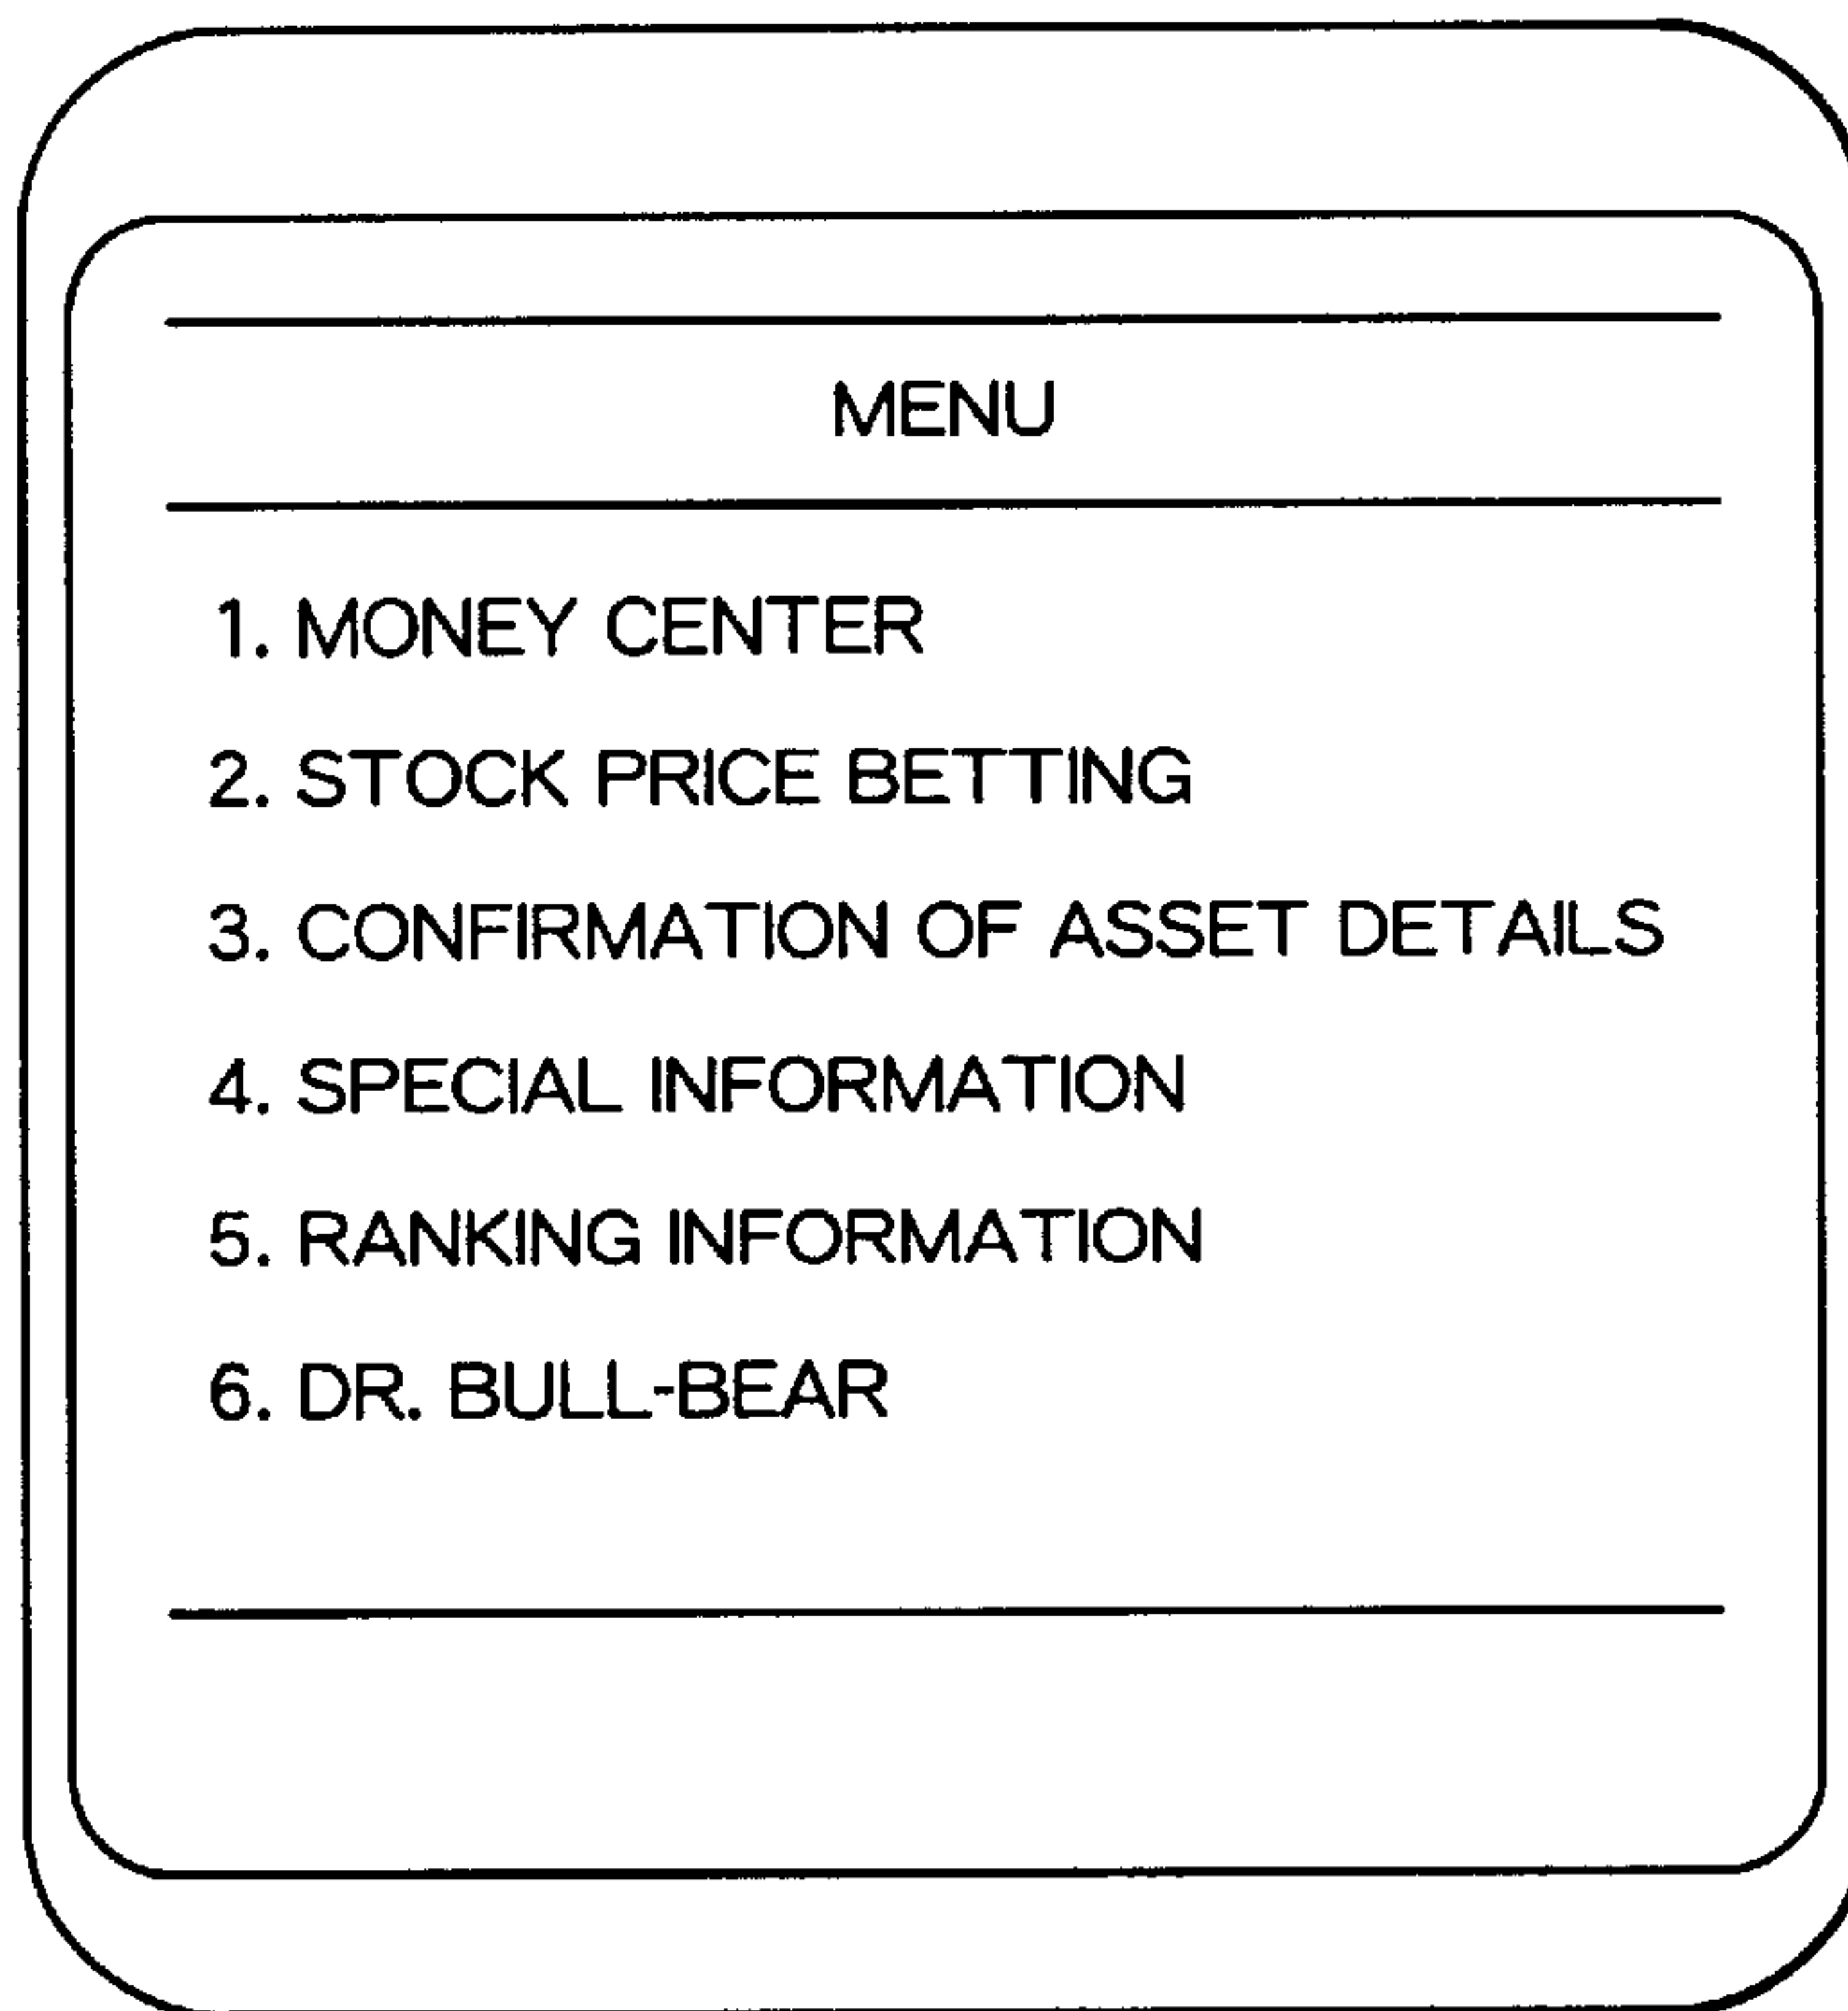 MENU
1. MONEY CENTER
2. STOCK PRICE BETTING
3. CONFIRMATION OF ASSET DETAILS
4. SPECIAL INFORMATION
5. RANKING INFORMATION
6. DR. BULL-BEAR